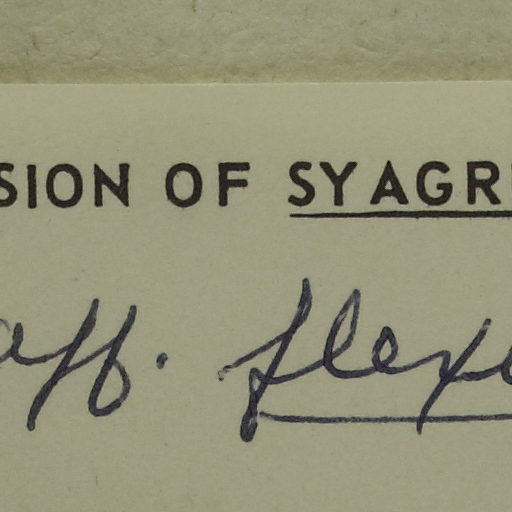 SION OF SYAGR
aff. flex